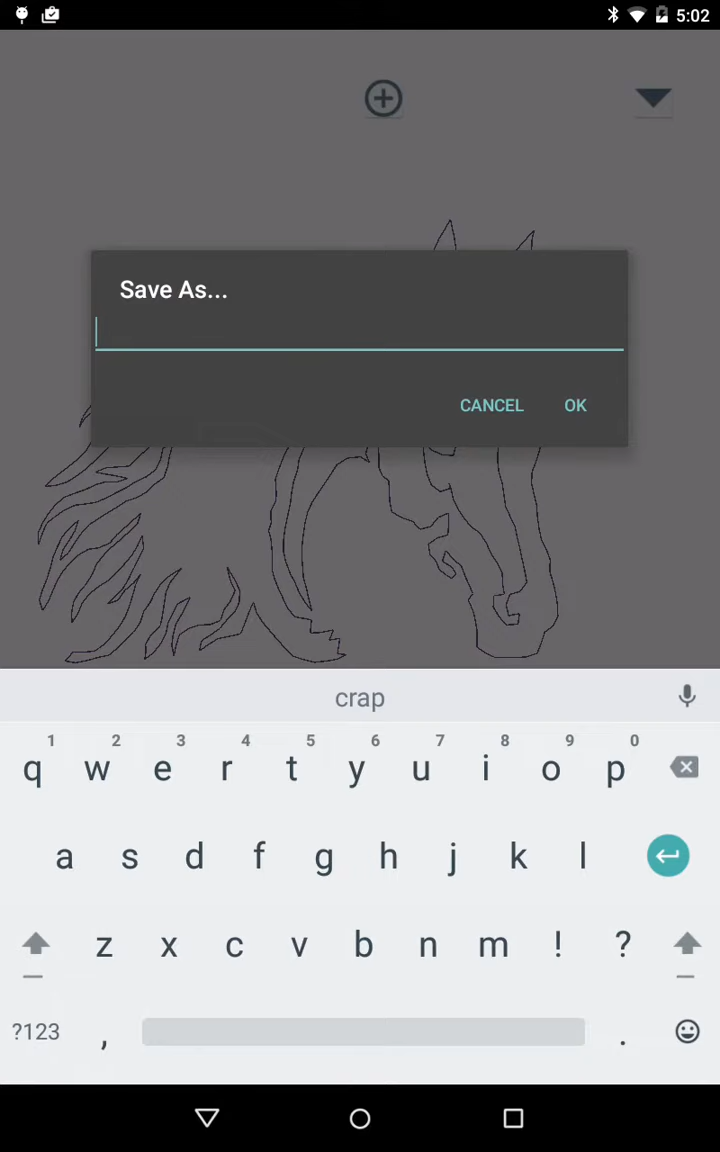 5:02
Save As...
CANCEL OK
crap
1 2 3 4 5 6 7 8 9 0
q w e r t y u i o p
a s d f g h j k l
z x c v b n m ! ?
?123 , .